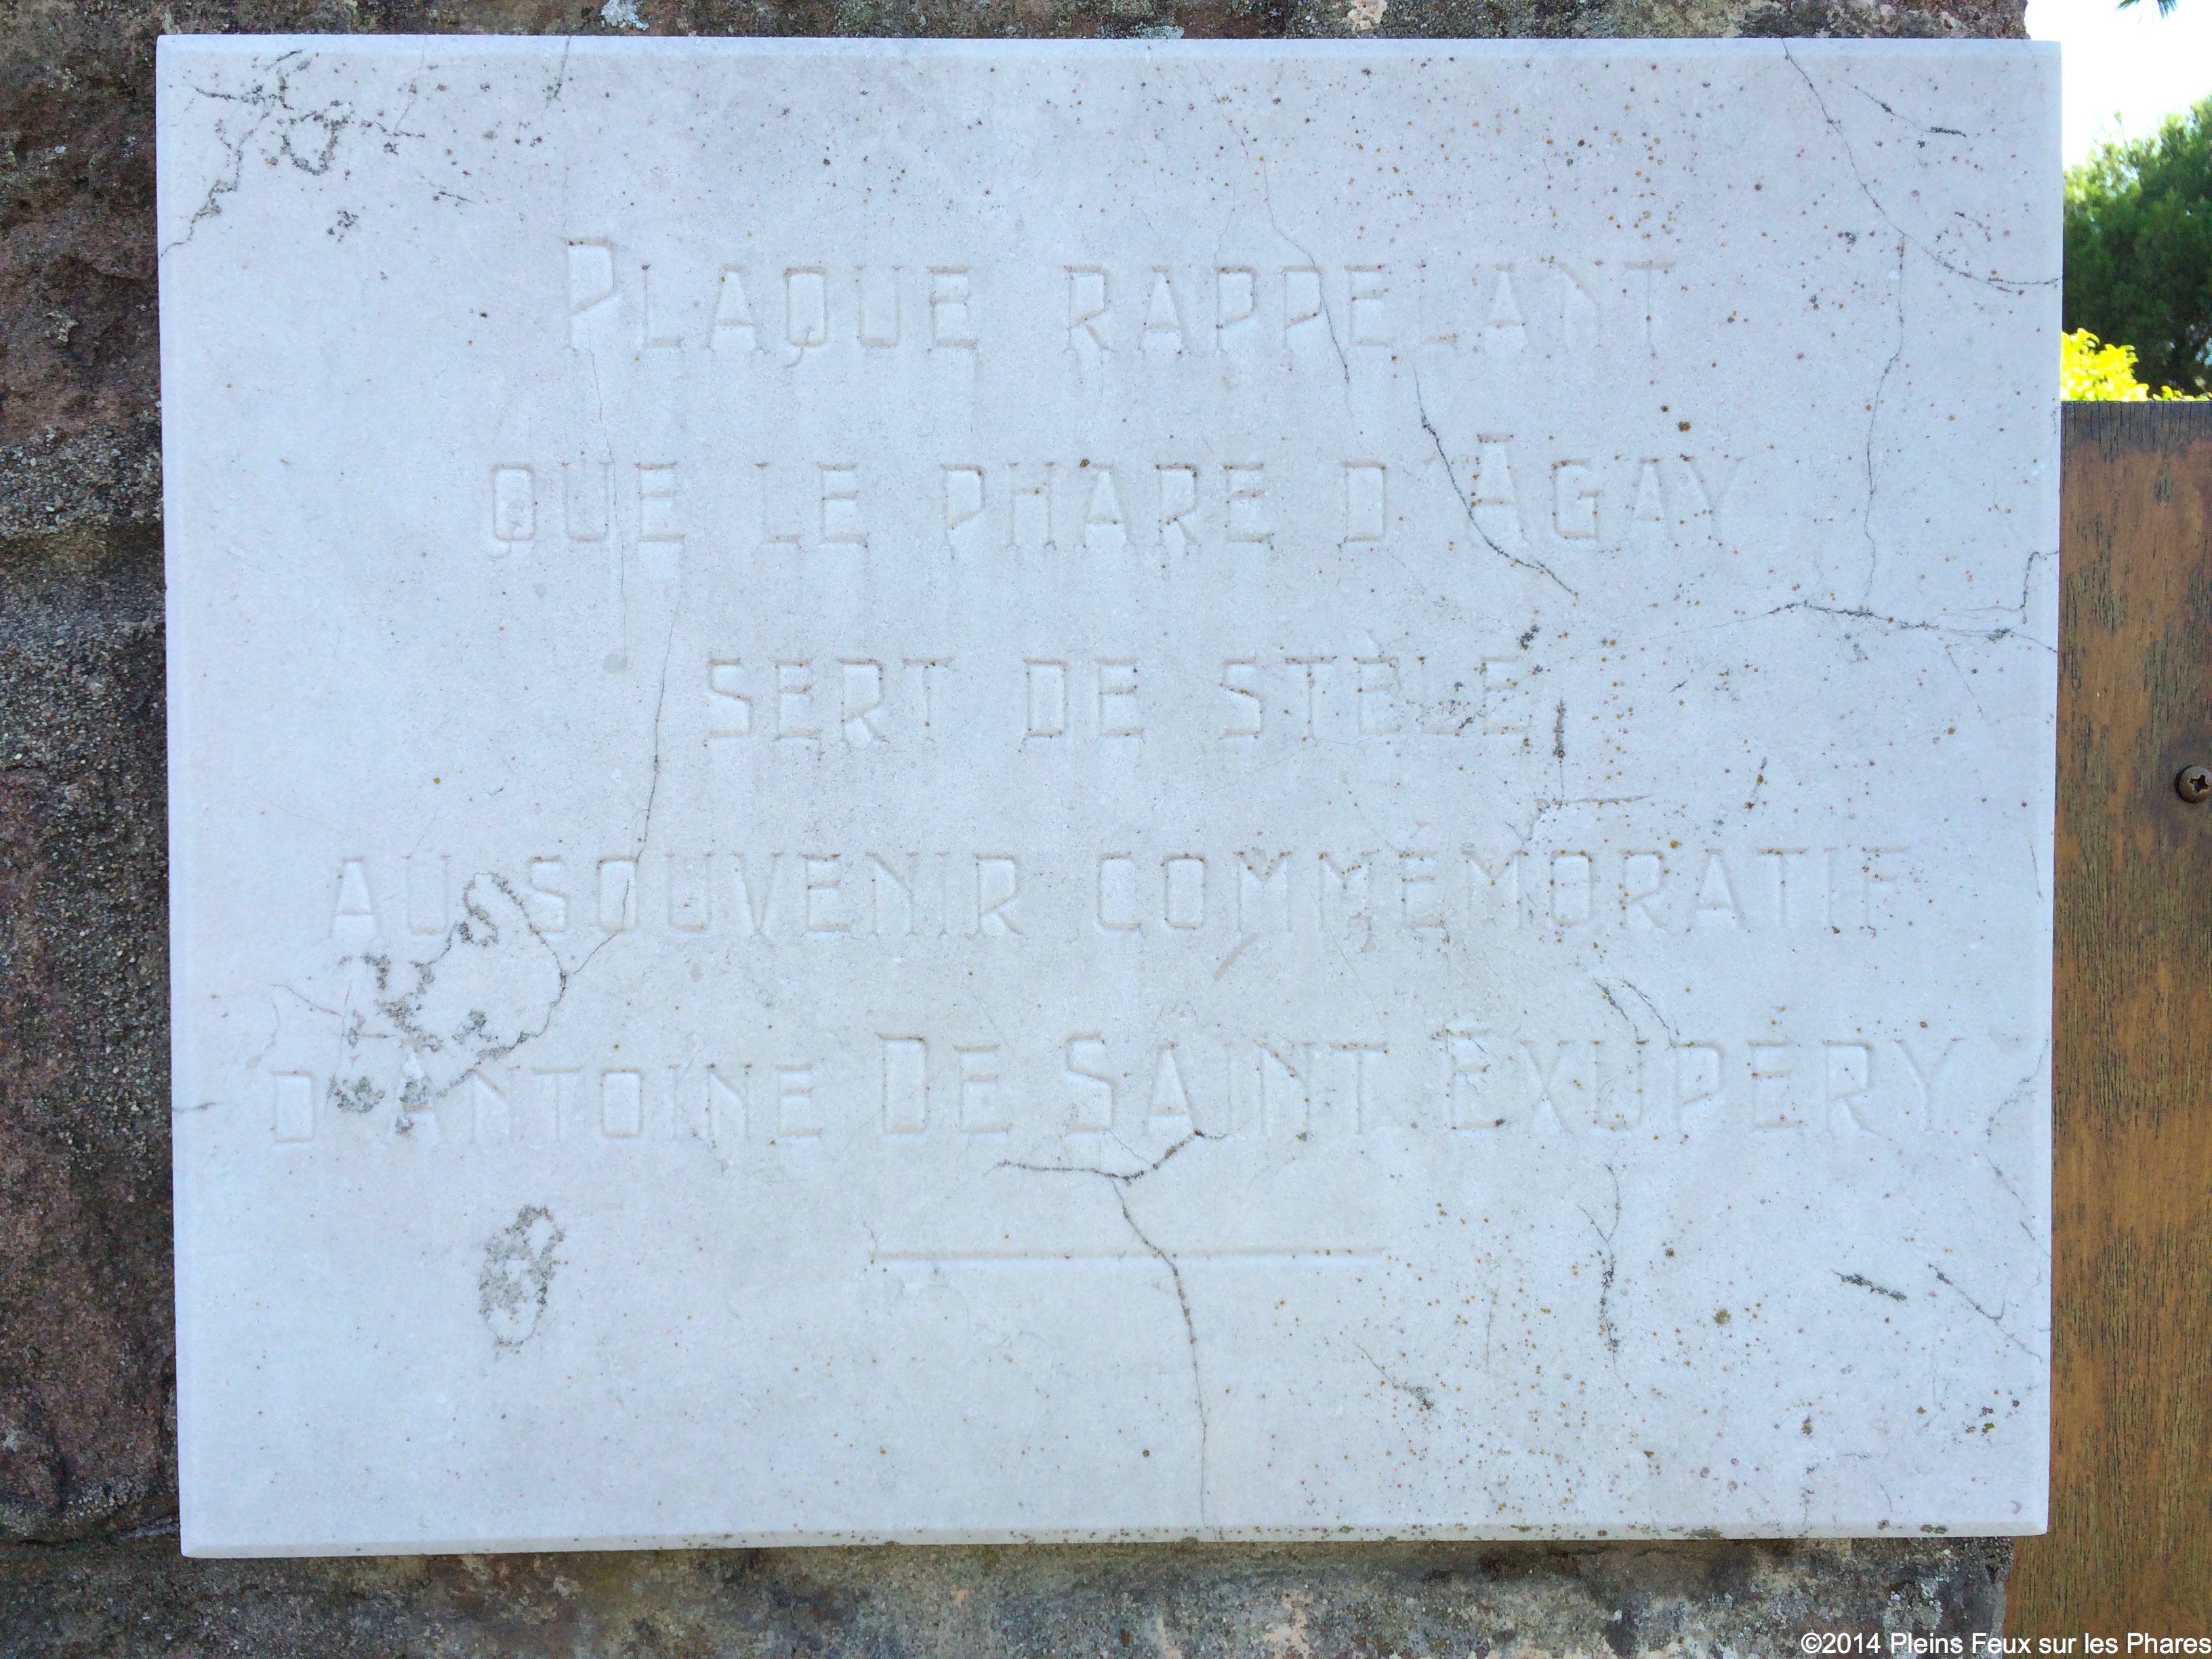 PLAQUE RAPPELANT
QUE LE PHARE D'AGAY
SERT DE STÈLE
AU SOUVENIR COMMÉMORATIF
D'ANTOINE DE SAINT EXUPÉRY
©2014 Pleins Feux sur les Phares